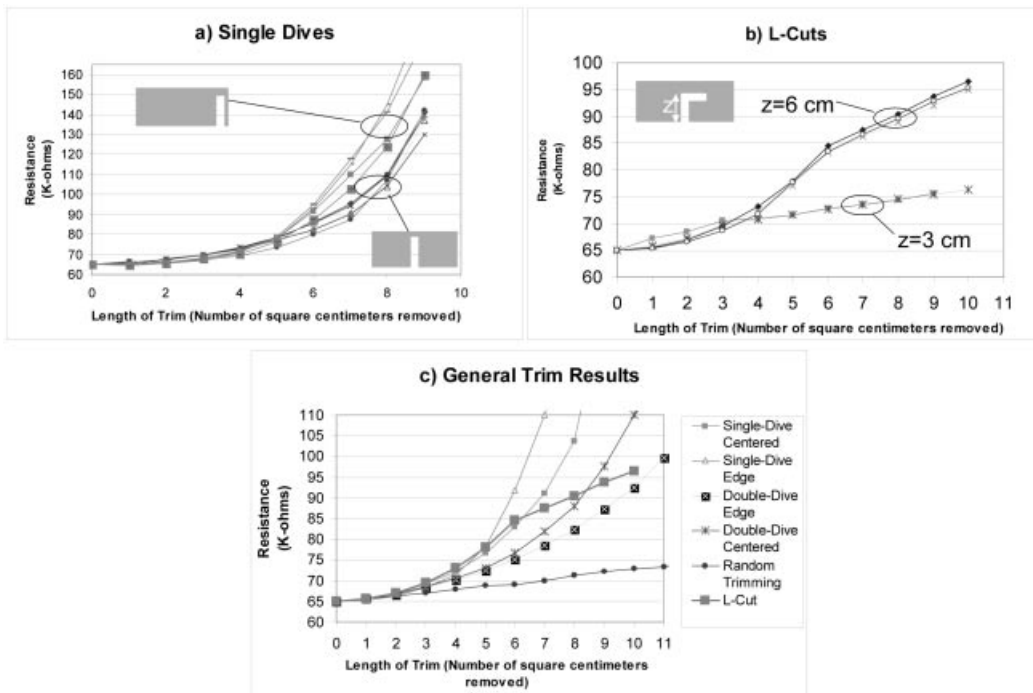 a) Single Dives
160
150
140
130
120
110
100
90
80
70
60
Resistance
(K-ohms)
0 2 4 6 8 10
Length of Trim (Number of square centimeters removed)
b) L-Cuts
100
95
90
85
80
75
70
65
60
Resistance
(K-ohms)
z
z=6 cm
z=3 cm
0 1 2 3 4 5 6 7 8 9 10 11
Length of Trim (Number of square centimeters removed)
c) General Trim Results
110
105
100
95
90
85
80
75
70
65
60
Resistance
(K-ohms)
0 1 2 3 4 5 6 7 8 9 10 11
Length of Trim (Number of square centimeters
removed)
Single-Dive
Centered
Single-Dive
Edge
Double-Dive
Edge
Double-Dive
Centered
Random
Trimming
L-Cut